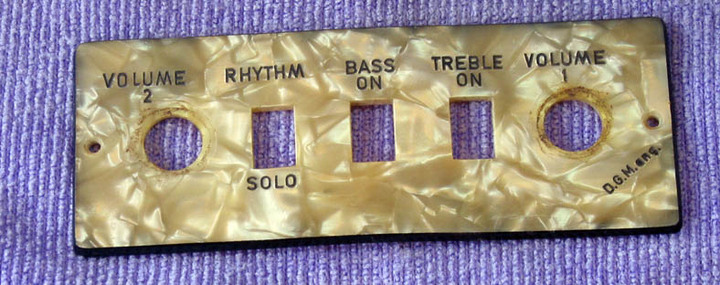 VOLUME
2
RHYTHM
SOLO
BASS
ON
TREBLE
ON
VOLUME
1
D.G.M. eng.